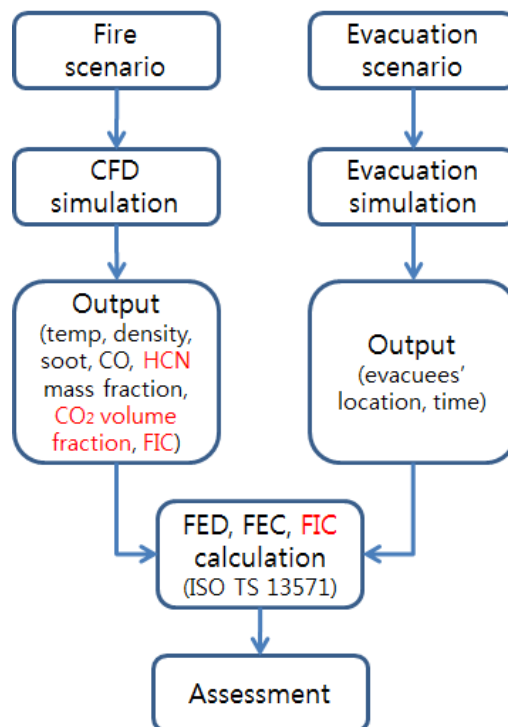 Fire
scenario
Evacuation
scenario
CFD
simulation
Evacuation
simulation
Output
(temp, density,
soot, CO, HCN
mass fraction,
CO₂ volume
fraction, FIC)
Output
(evacuees'
location, time)
FED, FEC, FIC
calculation
(ISO TS 13571)
Assessment